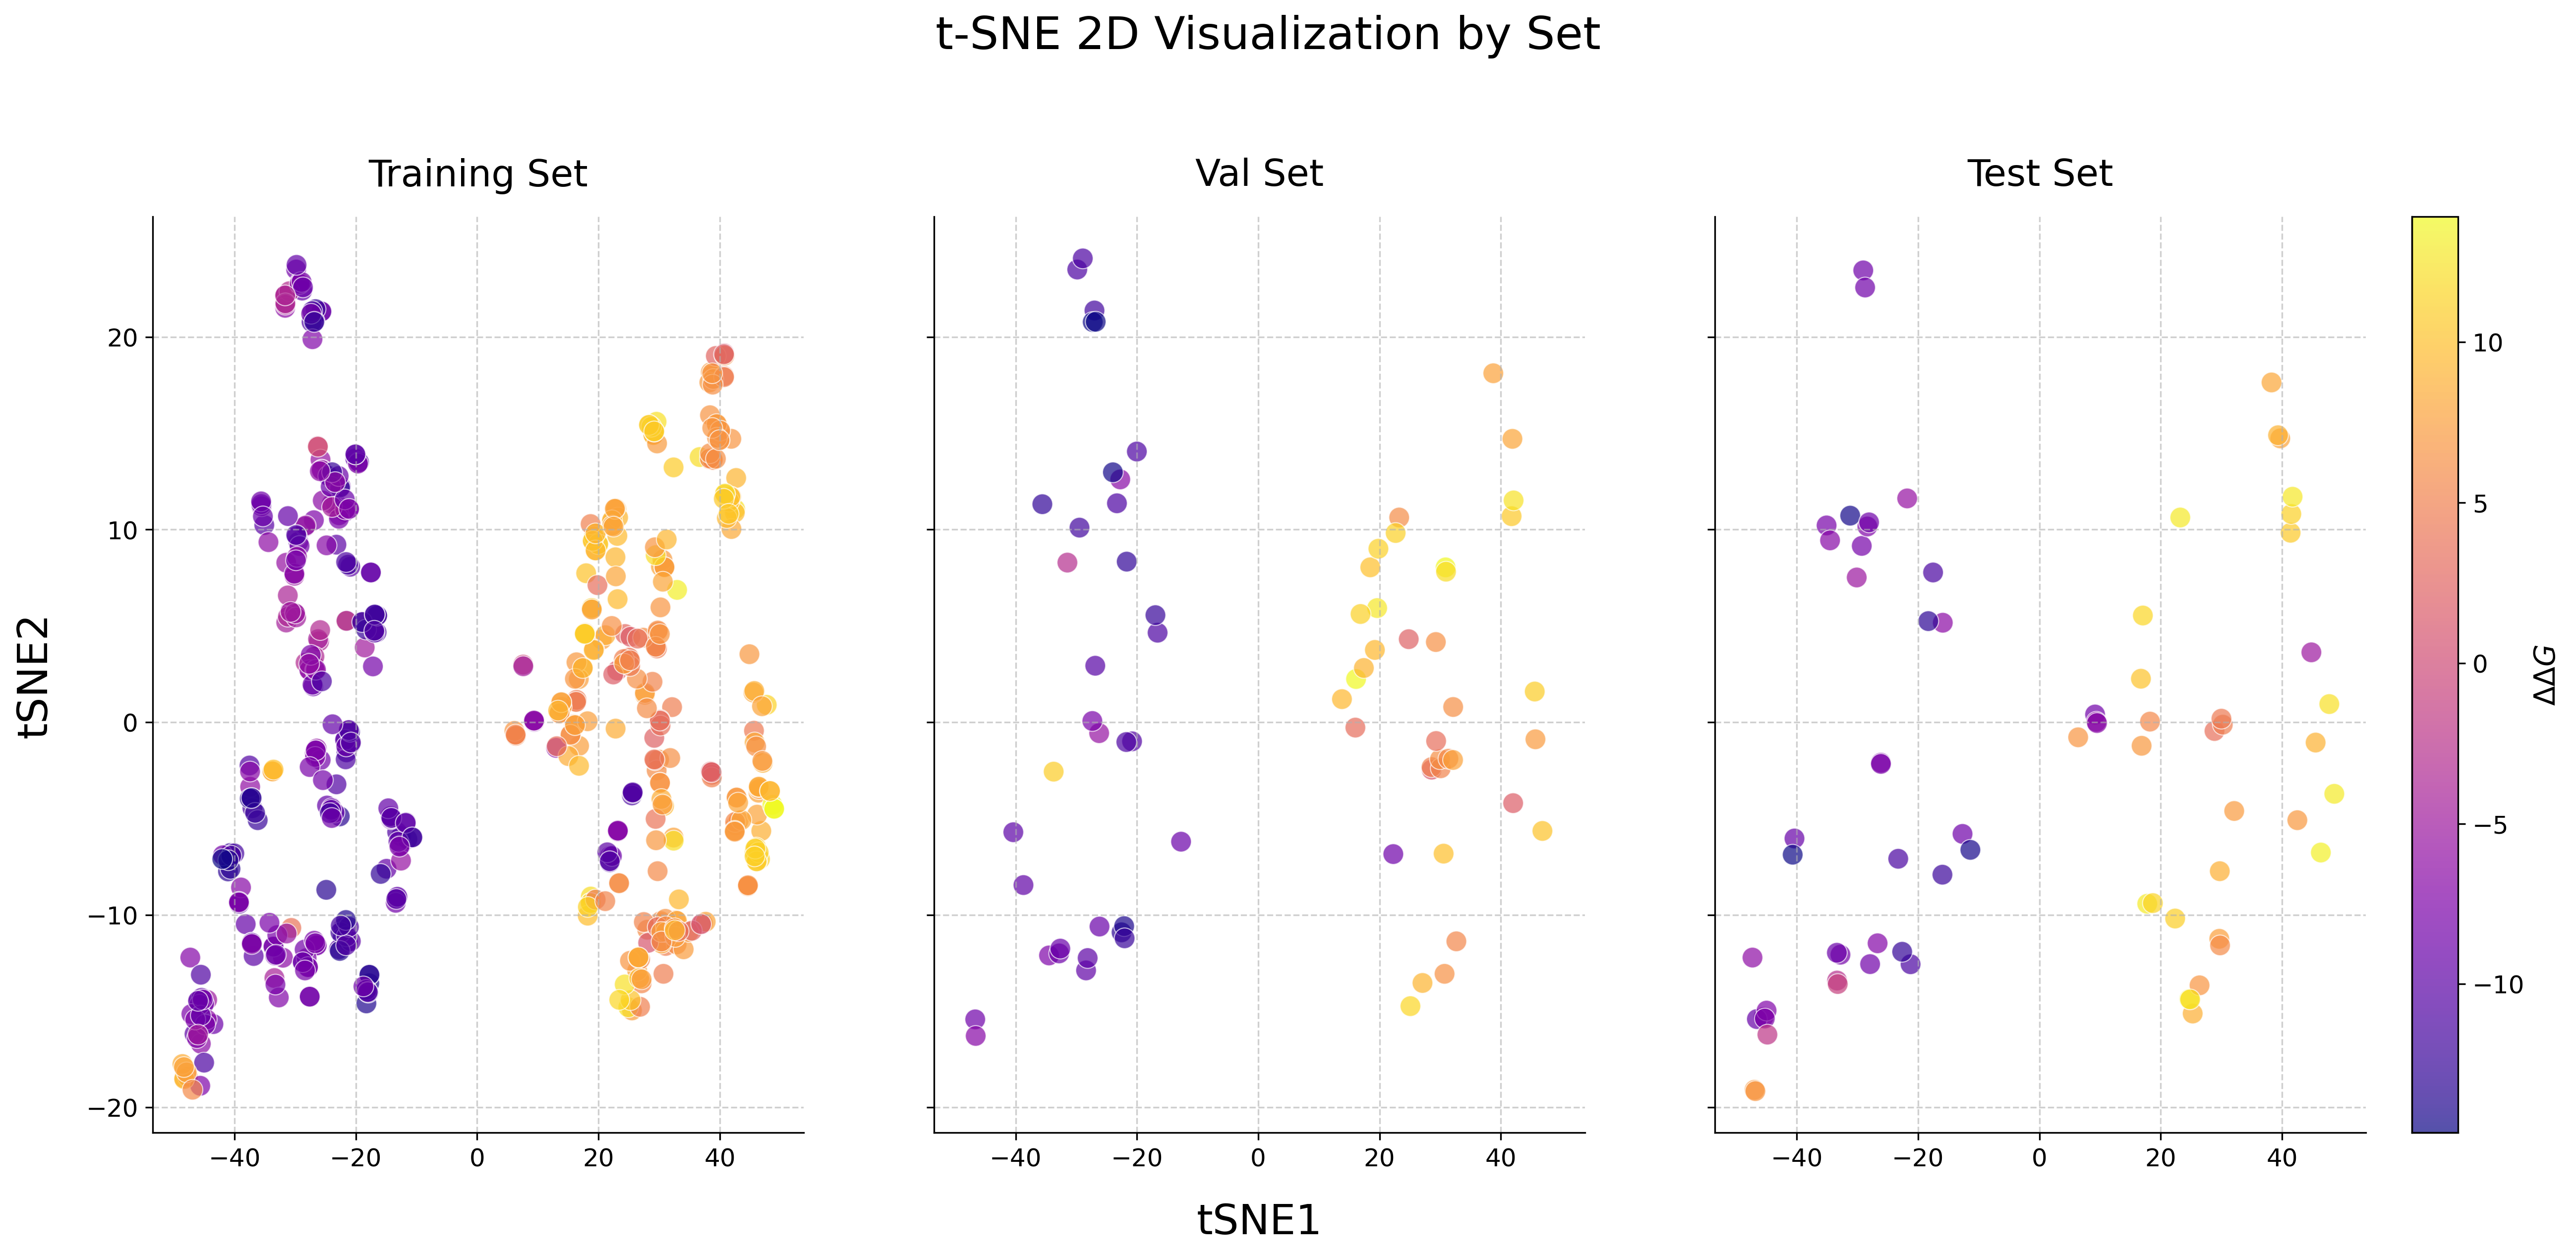 t-SNE 2D Visualization by Set
Training Set
Val Set
Test Set
tSNE2
20
10
0
−10
−20
−40 −20 0 20 40
−40 −20 0 20 40
−40 −20 0 20 40
tSNE1
10
5
0
−5
−10
ΔΔG